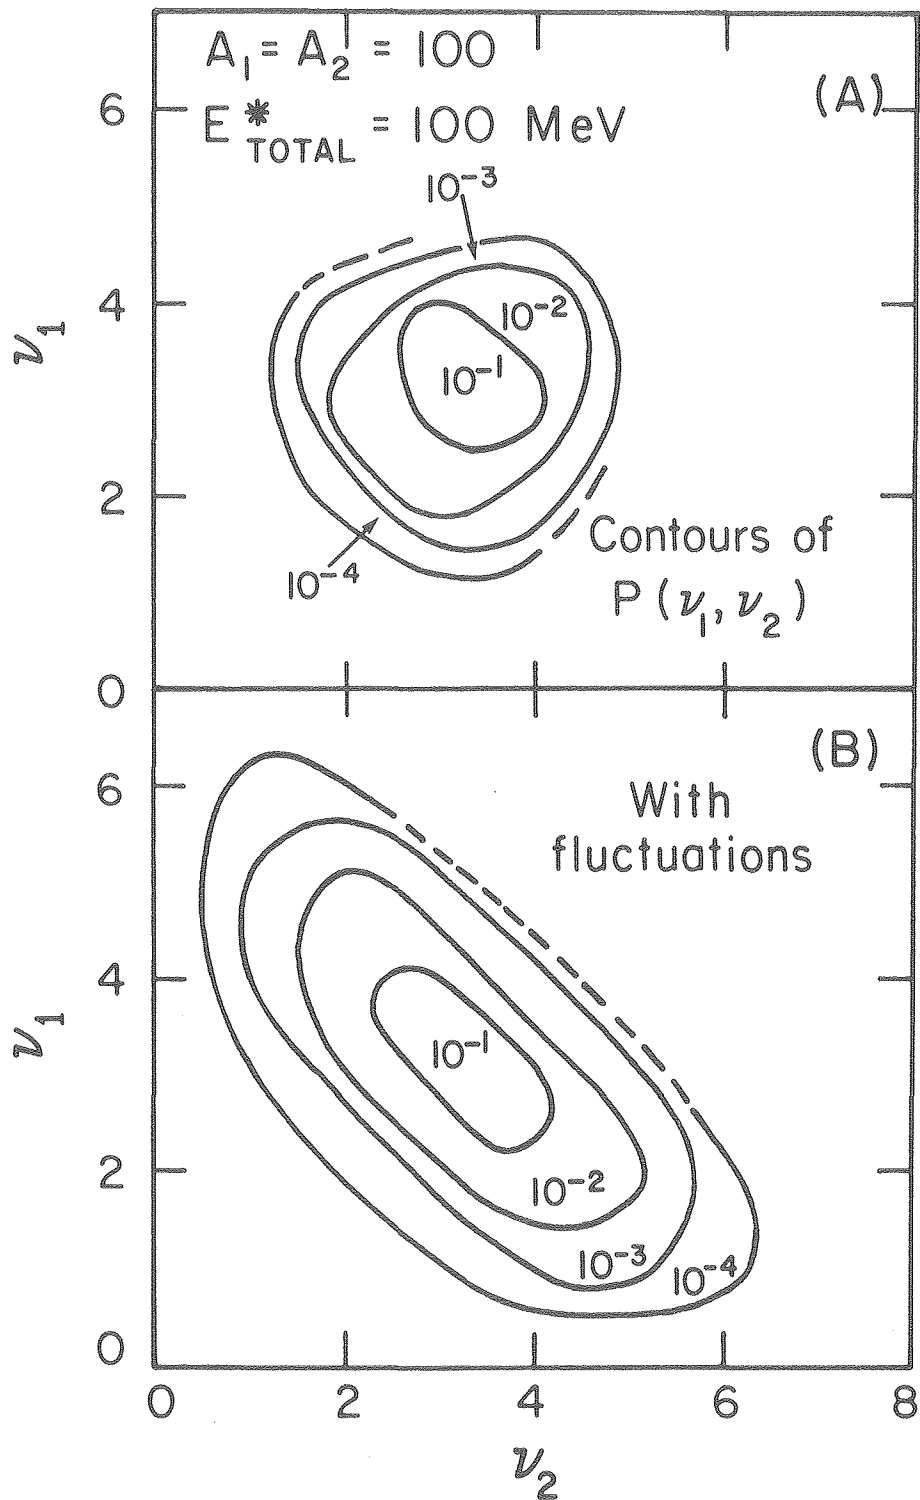 A₁ = A₂ = 100
(A)
E*TOTAL = 100 MeV
10⁻³
10⁻²
10⁻¹
10⁻⁴
Contours of
P(ν₁, ν₂)
6
4
2
0
ν₁
(B)
With
fluctuations
10⁻¹
10⁻²
10⁻³
10⁻⁴
6
4
2
0
ν₁
0 2 4 6 8
ν₂